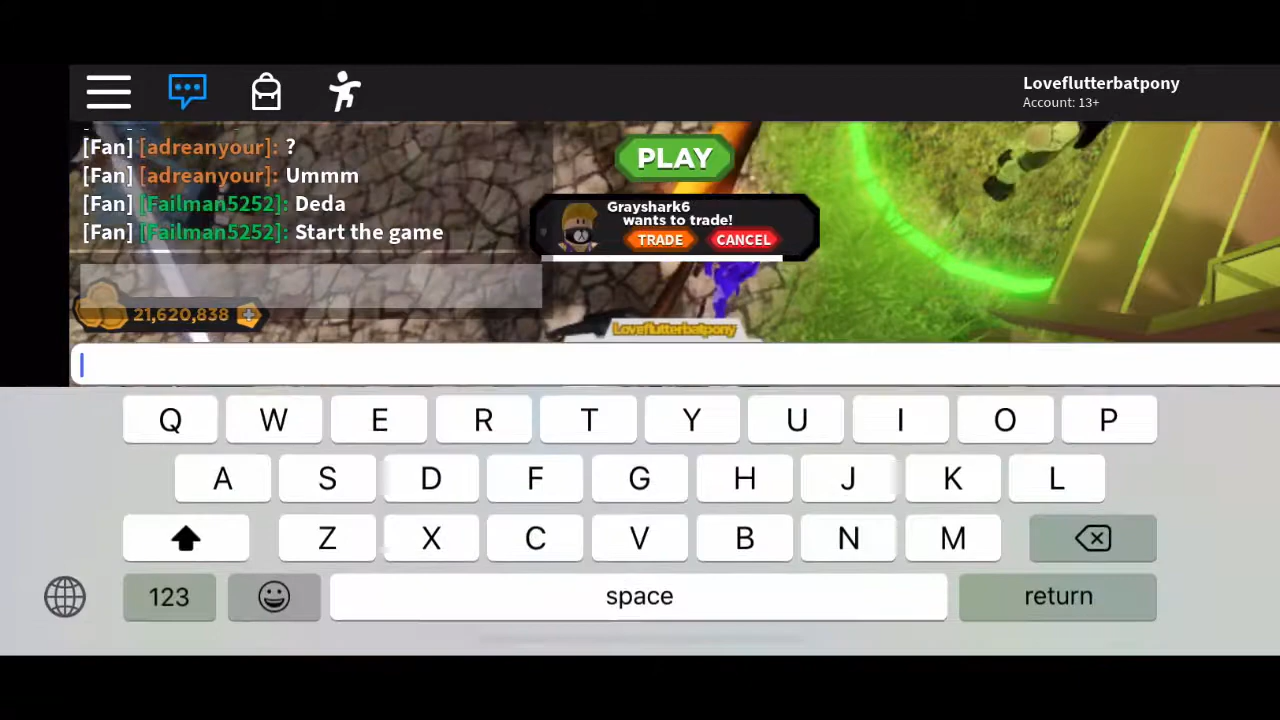 Loveflutterbatpony
Account: 13+
[Fan] [adreanyour]: ?
[Fan] [adreanyour]: Ummm
[Fan] [Failman5252]: Deda
[Fan] [Failman5252]: Start the game
PLAY
Grayshark6
wants to trade!
TRADE CANCEL
21,620,838
Loveflutterbatpony
Q W E R T Y U I O P
A S D F G H J K L
Z X C V B N M
123 space return